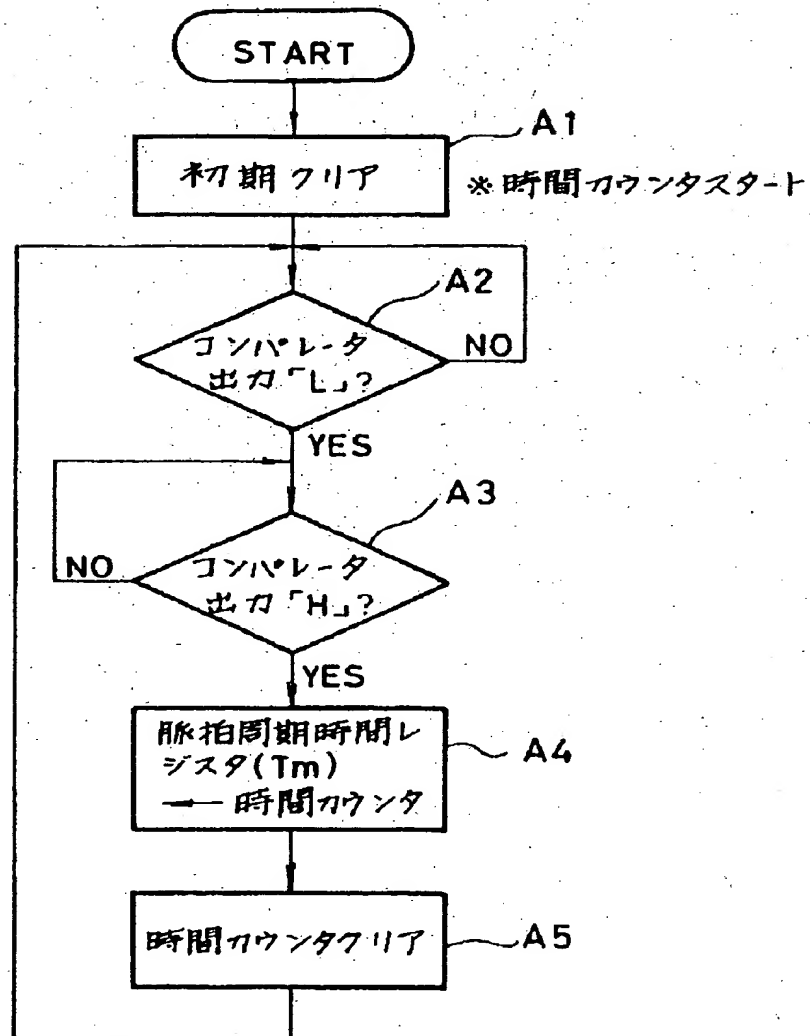 START
A1
初期クリア
※時間カウンタスタート
A2
コンパレータ
出力「L」?
NO
YES
A3
コンパレータ
出力「H」?
NO
YES
脈拍周期時間レ
ジスタ(Tm)
← 時間カウンタ
A4
時間カウンタクリア
A5